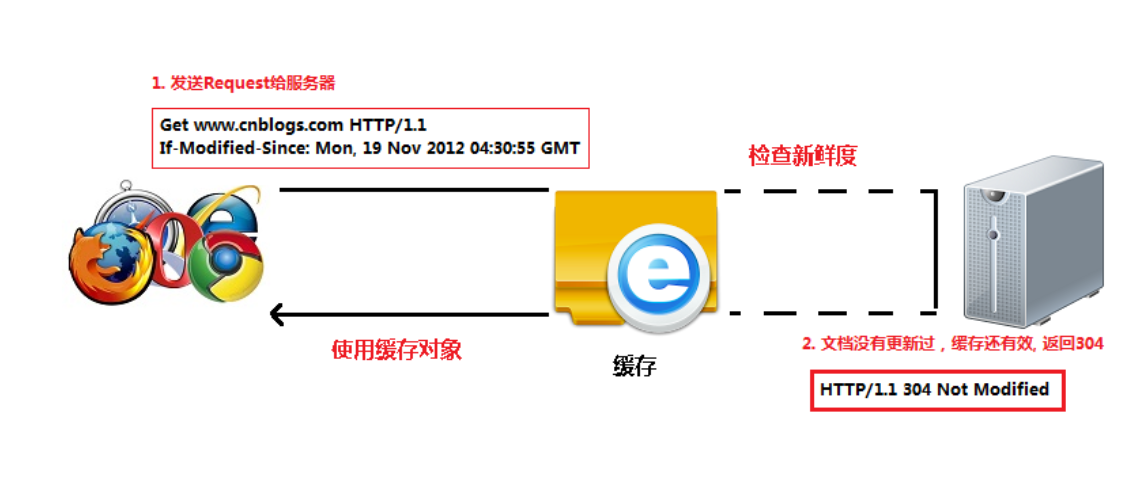 1. 发送Request给服务器
Get www.cnblogs.com HTTP/1.1
If-Modified-Since: Mon, 19 Nov 2012 04:30:55 GMT
检查新鲜度
使用缓存对象
缓存
2. 文档没有更新过，缓存还有效, 返回304
HTTP/1.1 304 Not Modified